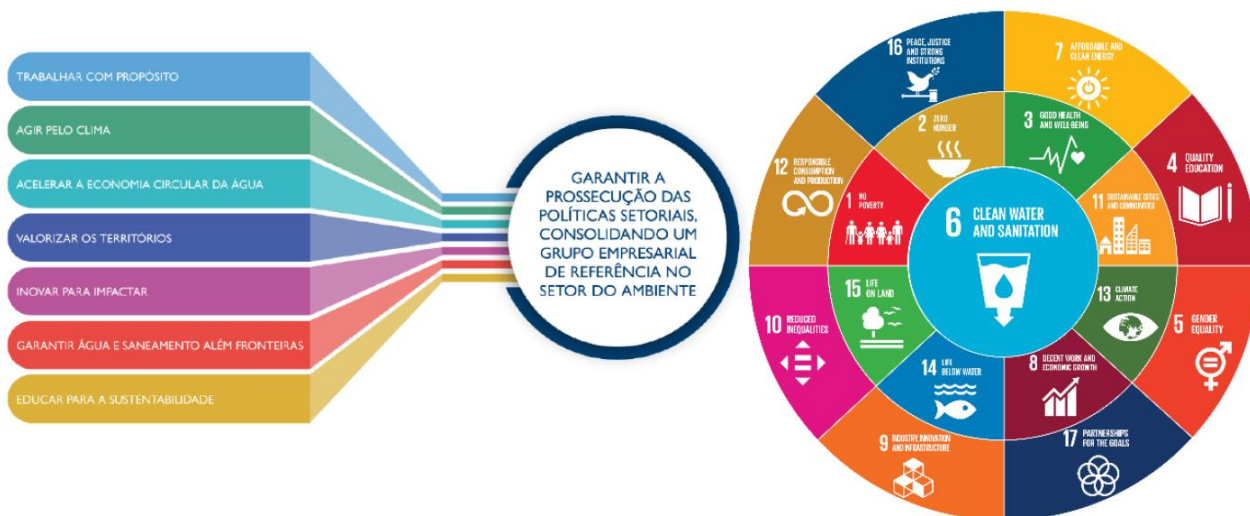 TRABALHAR COM PROPÓSITO
AGIR PELO CLIMA
ACELERAR A ECONOMIA CIRCULAR DA ÁGUA
VALORIZAR OS TERRITÓRIOS
INOVAR PARA IMPACTAR
GARANTIR ÁGUA E SANEAMENTO ALÉM FRONTEIRAS
EDUCAR PARA A SUSTENTABILIDADE
GARANTIR A
PROSSECUÇÃO DAS
POLÍTICAS SETORIAIS,
CONSOLIDANDO UM
GRUPO EMPRESARIAL
DE REFERÊNCIA NO
SETOR DO AMBIENTE
16 PEACE, JUSTICE
AND STRONG
INSTITUTIONS
7 AFFORDABLE AND
CLEAN ENERGY
2 ZERO
HUNGER
3 GOOD HEALTH
AND WELL-BEING
12 RESPONSIBLE
CONSUMPTION
AND PRODUCTION
4 QUALITY
EDUCATION
1 NO
POVERTY
11 SUSTAINABLE CITIES
AND COMMUNITIES
6 CLEAN WATER
AND SANITATION
15 LIFE
ON LAND
13 CLIMATE
ACTION
10 REDUCED
INEQUALITIES
5 GENDER
EQUALITY
14 LIFE
BELOW WATER
8 DECENT WORK AND
ECONOMIC GROWTH
9 INDUSTRY, INNOVATION
AND INFRASTRUCTURE
17 PARTNERSHIPS
FOR THE GOALS